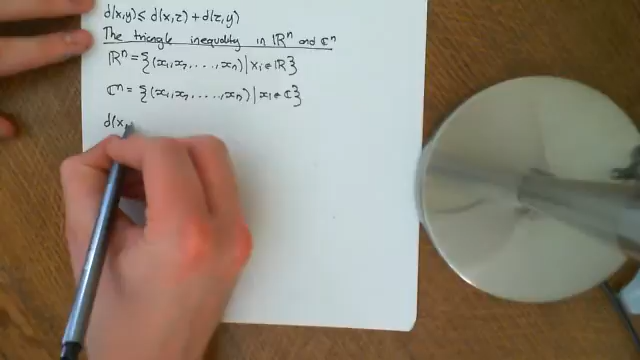 d(x,y) ≤ d(x,z) + d(z,y)
The triangle inequality in ℝⁿ and ℂⁿ
ℝⁿ = {(x₁,x₂,.....,xₙ) | xᵢ ∈ ℝ}
ℂⁿ = {(x₁,x₂,.....,xₙ) | xᵢ ∈ ℂ}
d(x,